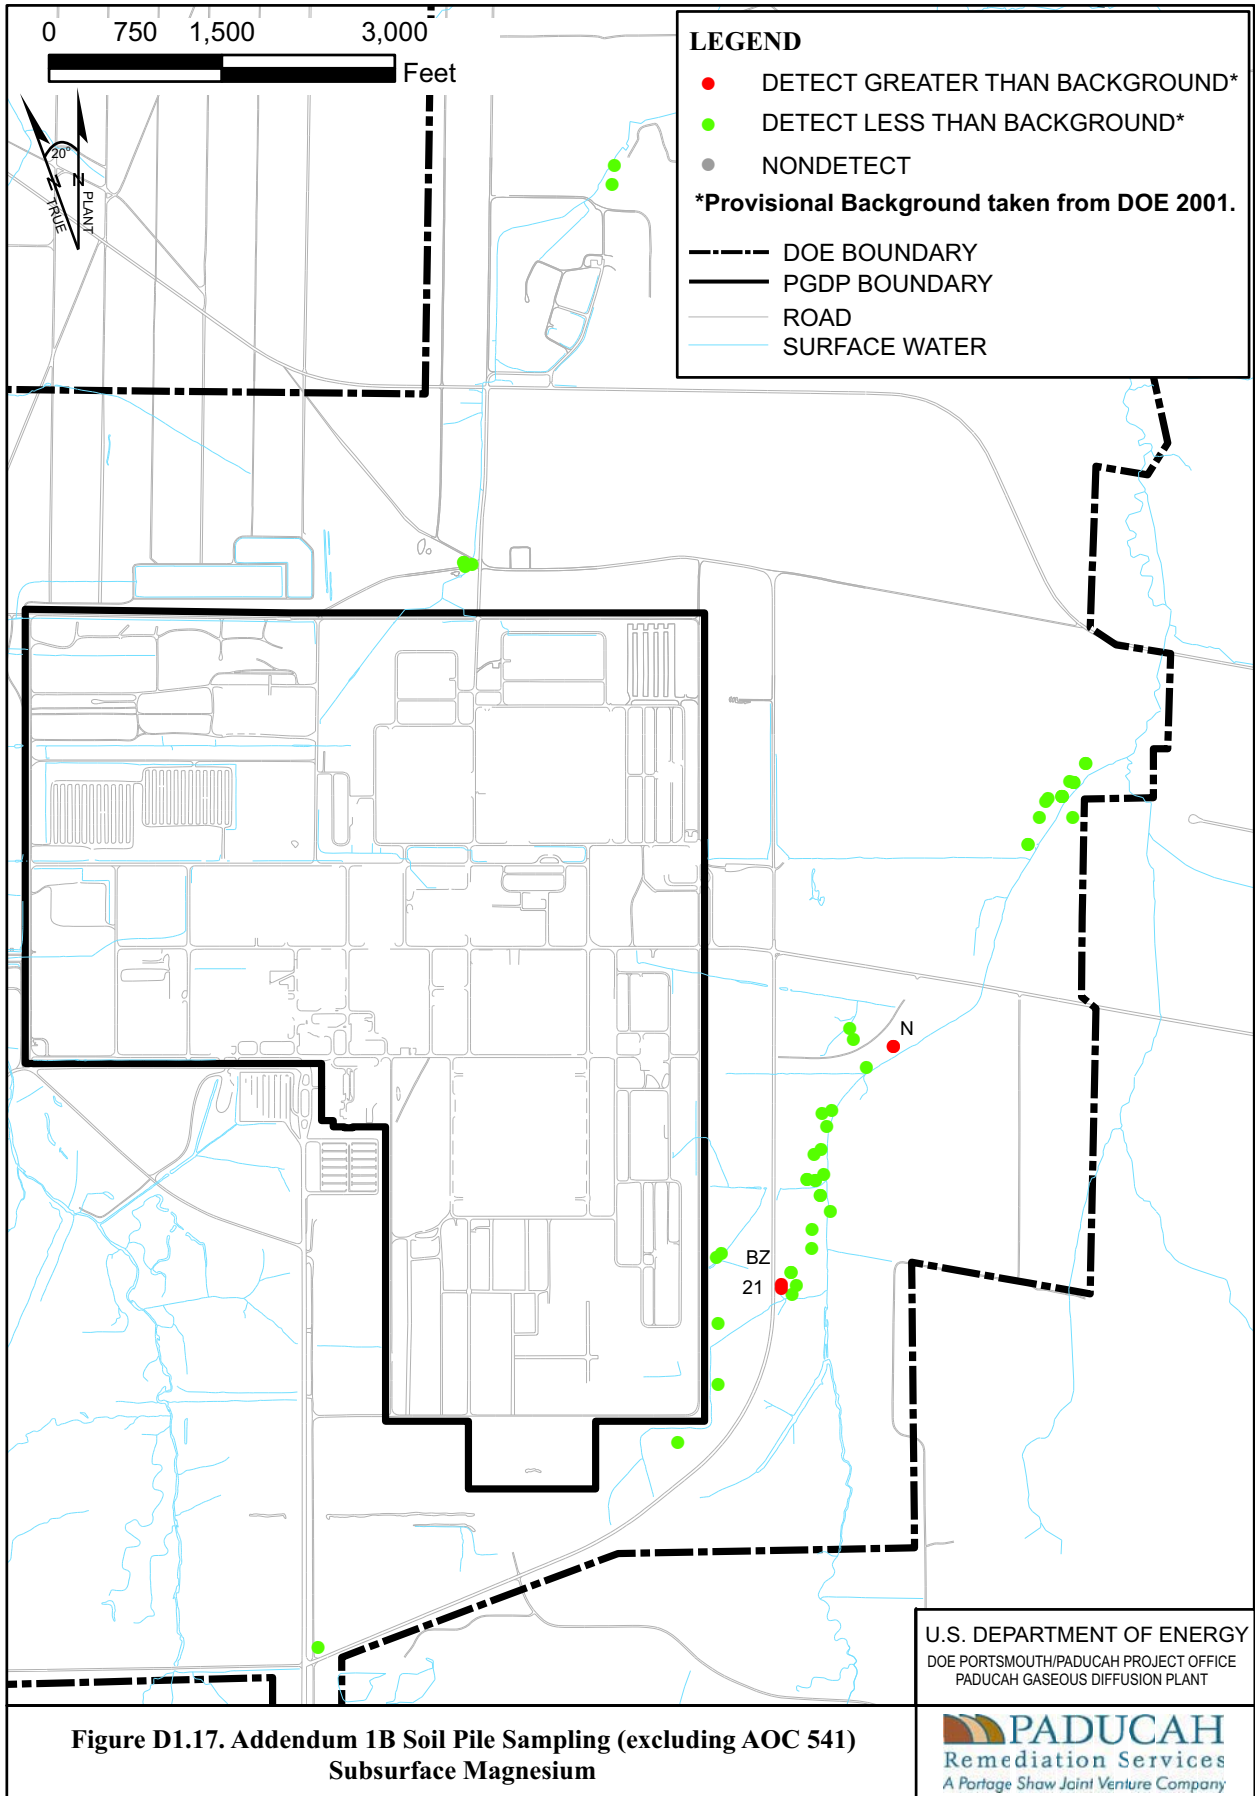 0 750 1,500 3,000
Feet
20°
N
TRUE
N
PLANT
LEGEND
DETECT GREATER THAN BACKGROUND*
DETECT LESS THAN BACKGROUND*
NONDETECT
*Provisional Background taken from DOE 2001.
DOE BOUNDARY
PGDP BOUNDARY
ROAD
SURFACE WATER
N
BZ
21
U.S. DEPARTMENT OF ENERGY
DOE PORTSMOUTH/PADUCAH PROJECT OFFICE
PADUCAH GASEOUS DIFFUSION PLANT
Figure D1.17. Addendum 1B Soil Pile Sampling (excluding AOC 541)
Subsurface Magnesium
PADUCAH
Remediation Services
A Portage Shaw Joint Venture Company